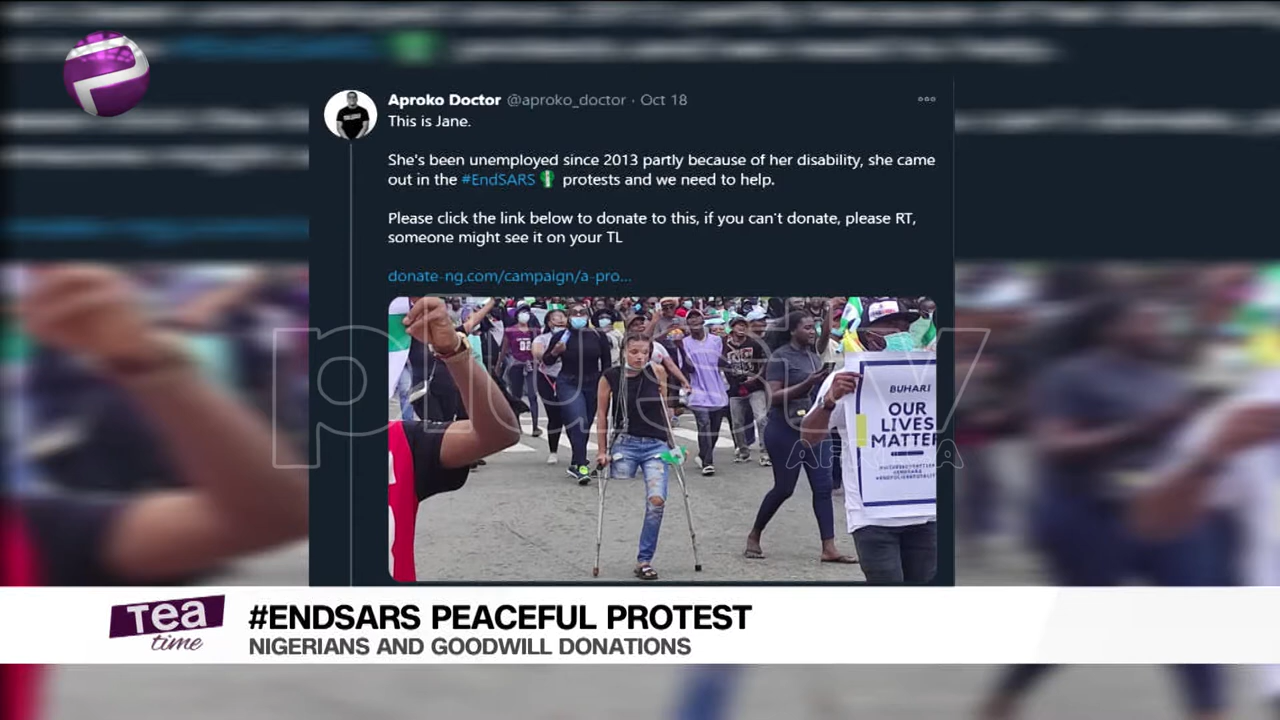 Aproko Doctor @aproko_doctor · Oct 18
This is Jane.
She's been unemployed since 2013 partly because of her disability, she came
out in the #EndSARS protests and we need to help.
Please click the link below to donate to this, if you can't donate, please RT,
someone might see it on your TL
donate-ng.com/campaign/a-pro...
BUHARI
OUR
LIVES
MATTER
plustv
AFRICA
Tea
time
#ENDSARS PEACEFUL PROTEST
NIGERIANS AND GOODWILL DONATIONS